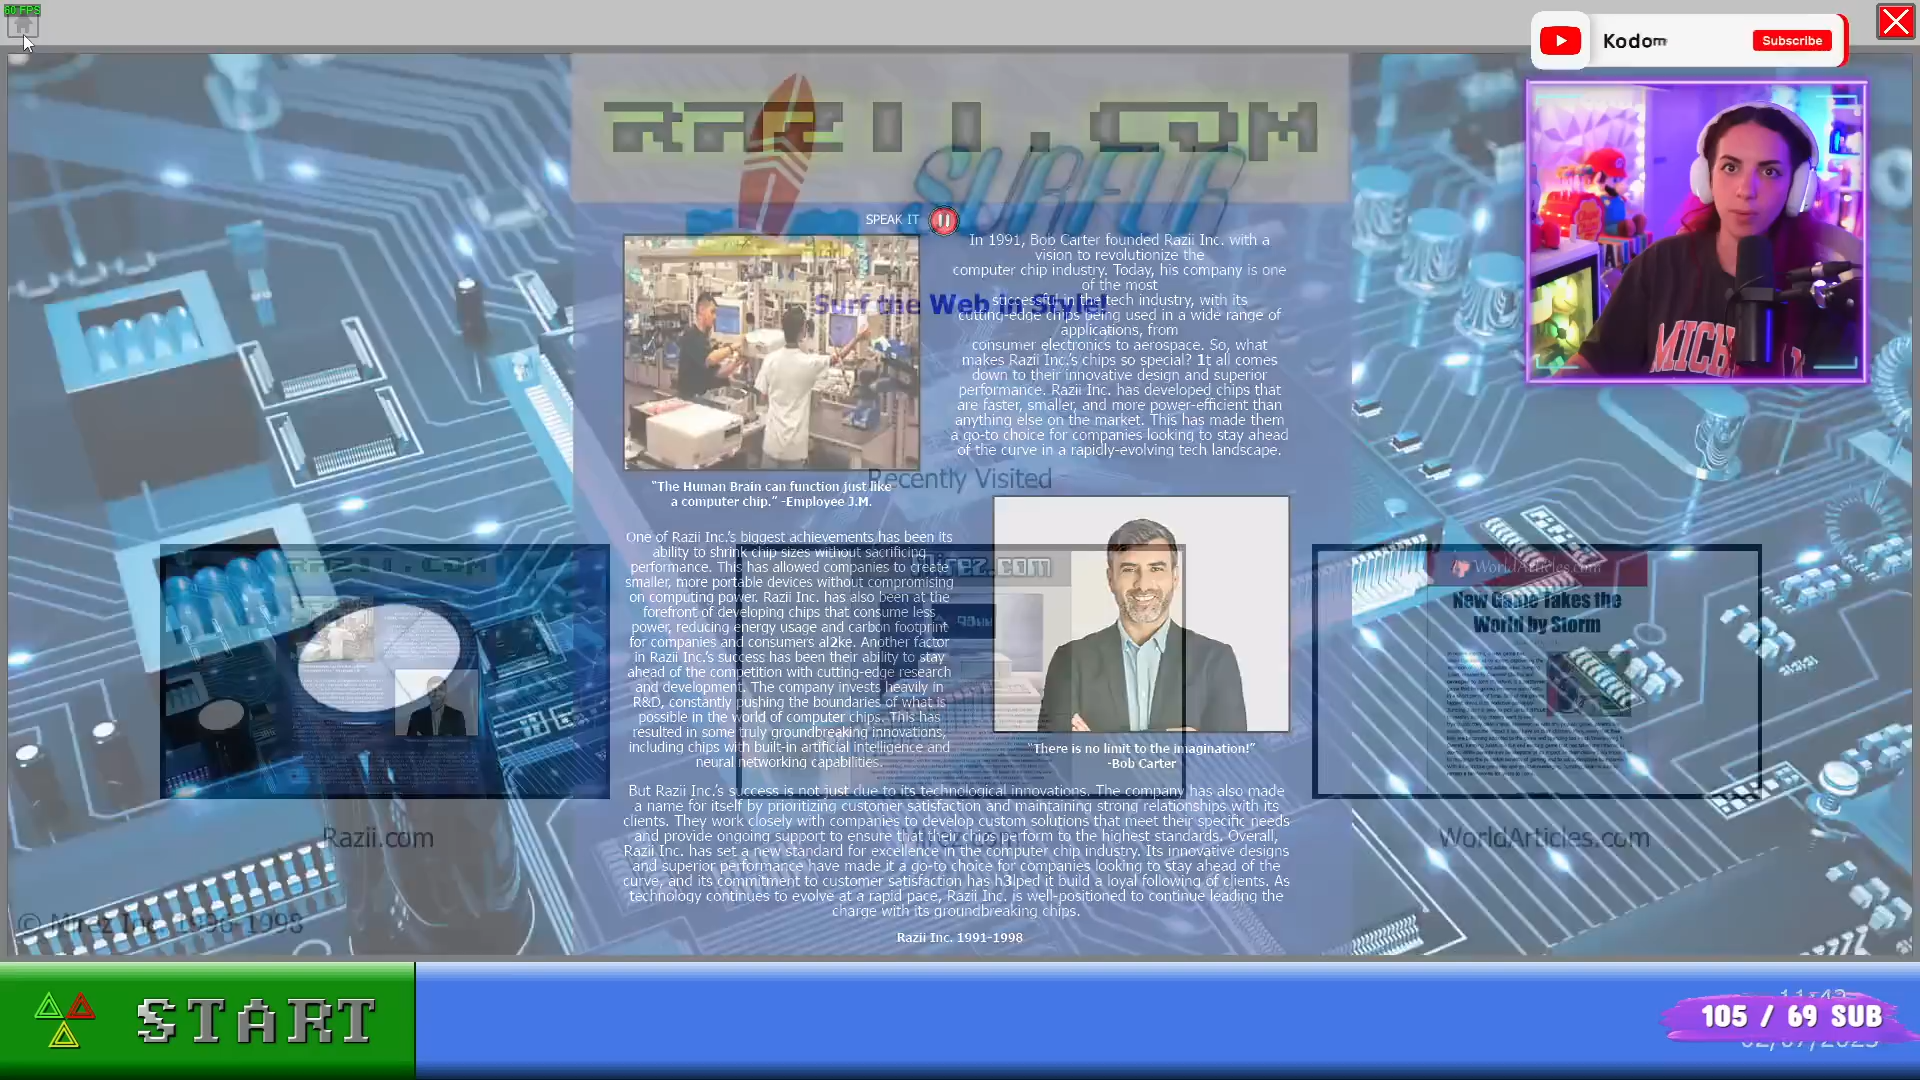 60 FPS
Kodom
Subscribe
RAZII.COM
SURFER
SPEAK IT
Surf the Web in Style!
In 1991, Bob Carter founded Razii Inc. with a
vision to revolutionize the
computer chip industry. Today, his company is one
of the most
successful in the tech industry, with its
cutting-edge chips being used in a wide range of
applications, from
consumer electronics to aerospace. So, what
makes Razii Inc.'s chips so special? 1t all comes
down to their innovative design and superior
performance. Razii Inc. has developed chips that
are faster, smaller, and more power-efficient than
anything else on the market. This has made them
a go-to choice for companies looking to stay ahead
of the curve in a rapidly-evolving tech landscape.
MICH
Recently Visited
"The Human Brain can function just like
a computer chip." -Employee J.M.
One of Razii Inc.'s biggest achievements has been its
ability to shrink chip sizes without sacrificing
performance. This has allowed companies to create
smaller, more portable devices without compromising
on computing power. Razii Inc. has also been at the
forefront of developing chips that consume less
power, reducing energy usage and carbon footprint
for companies and consumers al2ke. Another factor
in Razii Inc.'s success has been their ability to stay
ahead of the competition with cutting-edge research
and development. The company invests heavily in
R&D, constantly pushing the boundaries of what is
possible in the world of computer chips. This has
resulted in some truly groundbreaking innovations,
including chips with built-in artificial intelligence and
neural networking capabilities.
"There is no limit to the imagination!"
-Bob Carter
But Razii Inc.'s success is not just due to its technological innovations. The company has also made
a name for itself by prioritizing customer satisfaction and maintaining strong relationships with its
clients. They work closely with companies to develop custom solutions that meet their specific needs
and provide ongoing support to ensure that their chips perform to the highest standards. Overall,
Razii Inc. has set a new standard for excellence in the computer chip industry. Its innovative designs
and superior performance have made it a go-to choice for companies looking to stay ahead of the
curve, and its commitment to customer satisfaction has h3lped it build a loyal following of clients. As
technology continues to evolve at a rapid pace, Razii Inc. is well-positioned to continue leading the
charge with its groundbreaking chips.
Razii Inc. 1991-1998
RAZII.COM
WorldArticles.com
New Game Takes the
World by Storm
Razii.com
WorldArticles.com
© Mirez Inc. 1996-1998
START
11:43
105 / 69 SUB